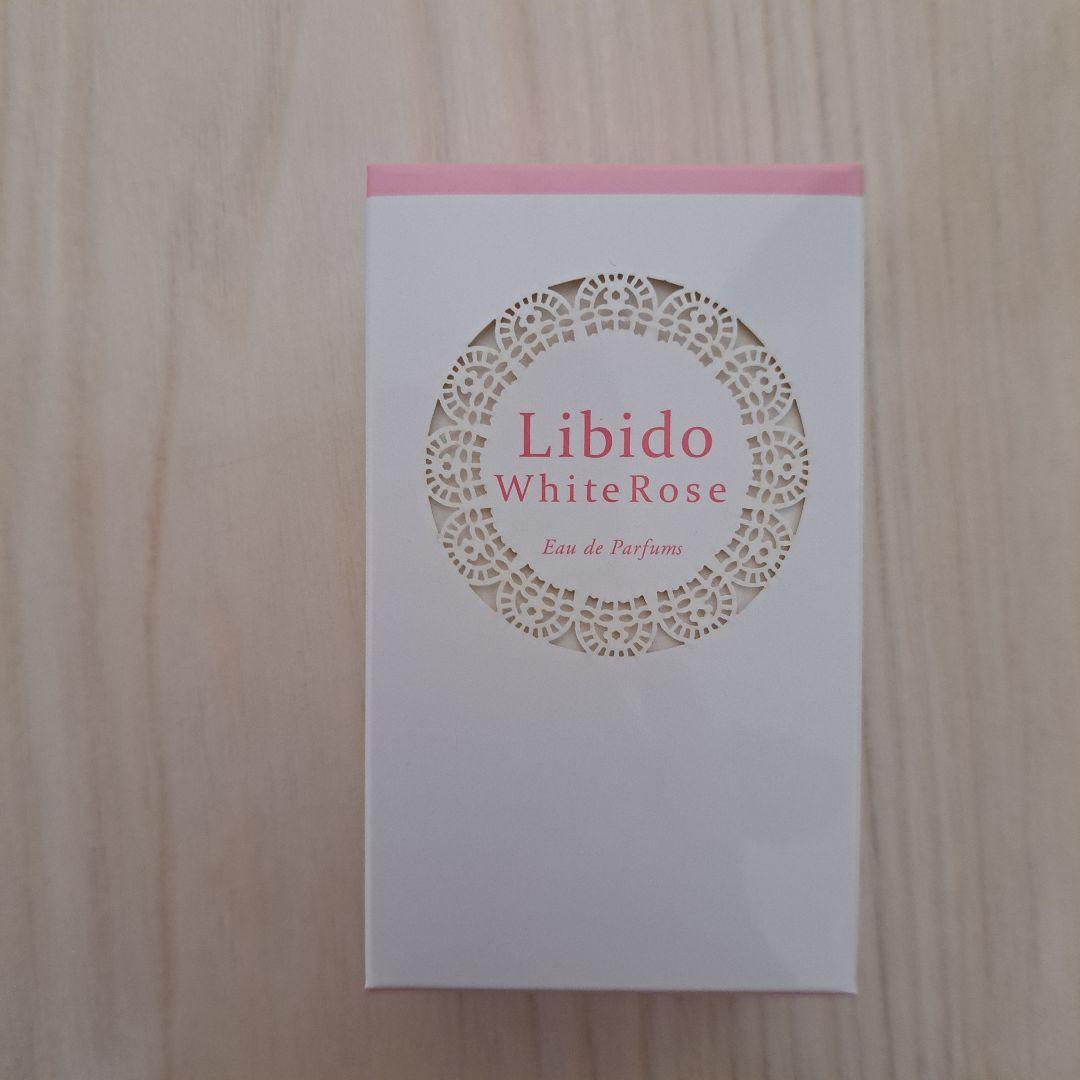 Libido
WhiteRose
Eau de Parfums